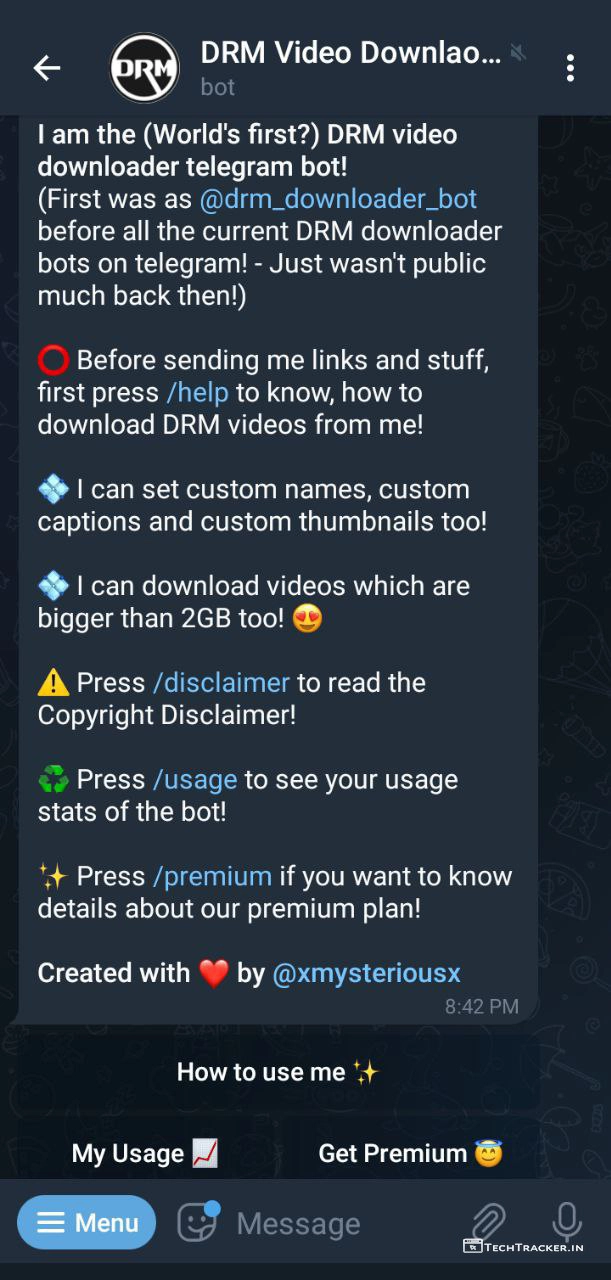 DRM
DRM Video Downlao...
bot
I am the (World's first?) DRM video
downloader telegram bot!
(First was as @drm_downloader_bot
before all the current DRM downloader
bots on telegram! - Just wasn't public
much back then!)
⭕ Before sending me links and stuff,
first press /help to know, how to
download DRM videos from me!
💠 I can set custom names, custom
captions and custom thumbnails too!
💠 I can download videos which are
bigger than 2GB too! 😍
⚠️ Press /disclaimer to read the
Copyright Disclaimer!
♻️ Press /usage to see your usage
stats of the bot!
✨ Press /premium if you want to know
details about our premium plan!
Created with ❤️ by @xmysteriousx
8:42 PM
How to use me ✨
My Usage 📈
Get Premium 😇
Menu
Message
TECHTRACKER.IN